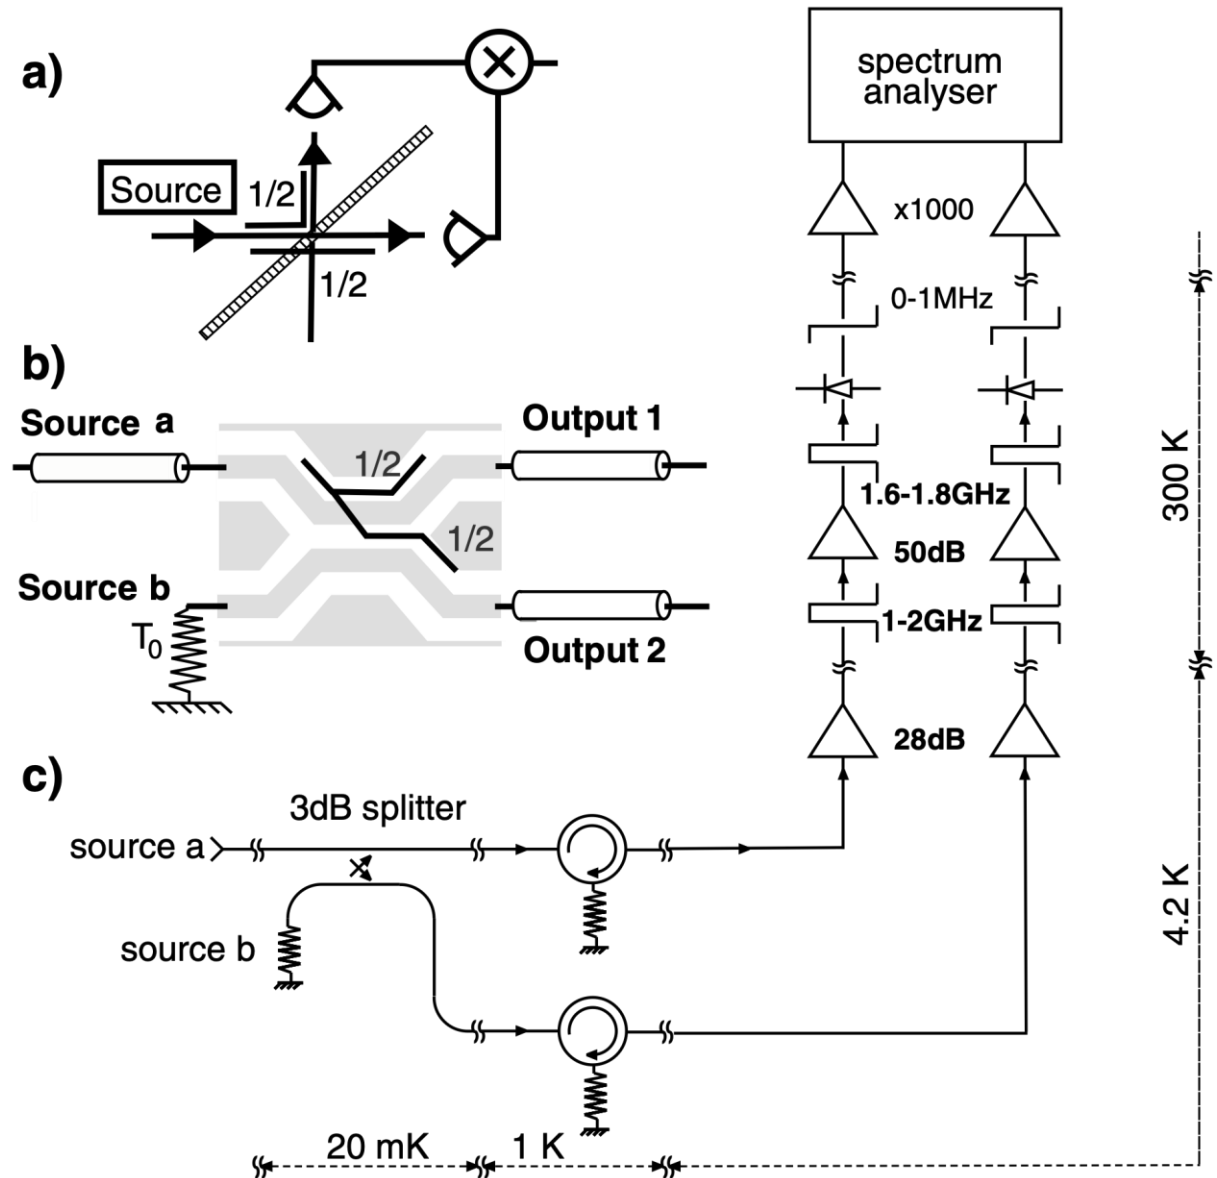 a)
Source
1/2
1/2
b)
Source a
Output 1
1/2
1/2
Source b
T0
Output 2
c)
3dB splitter
source a
source b
20 mK
1 K
spectrum
analyser
x1000
0-1MHz
1.6-1.8GHz
50dB
1-2GHz
28dB
300 K
4.2 K